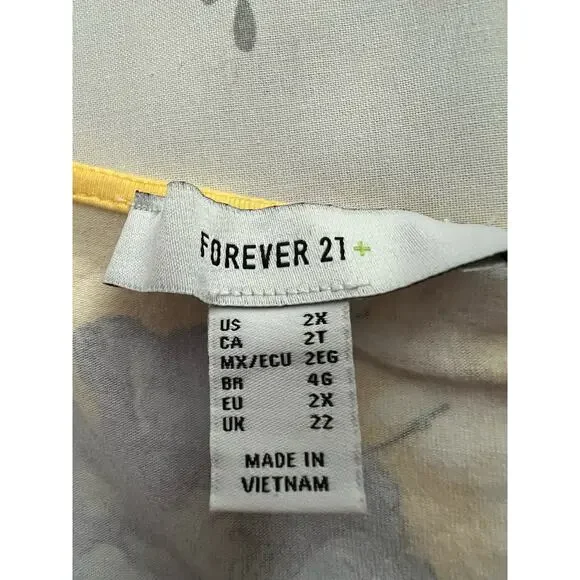 FOREVER 21+
US 2X
CA 2T
MX/ECU 2EG
BR 4G
EU 2X
UK 22
MADE IN
VIETNAM